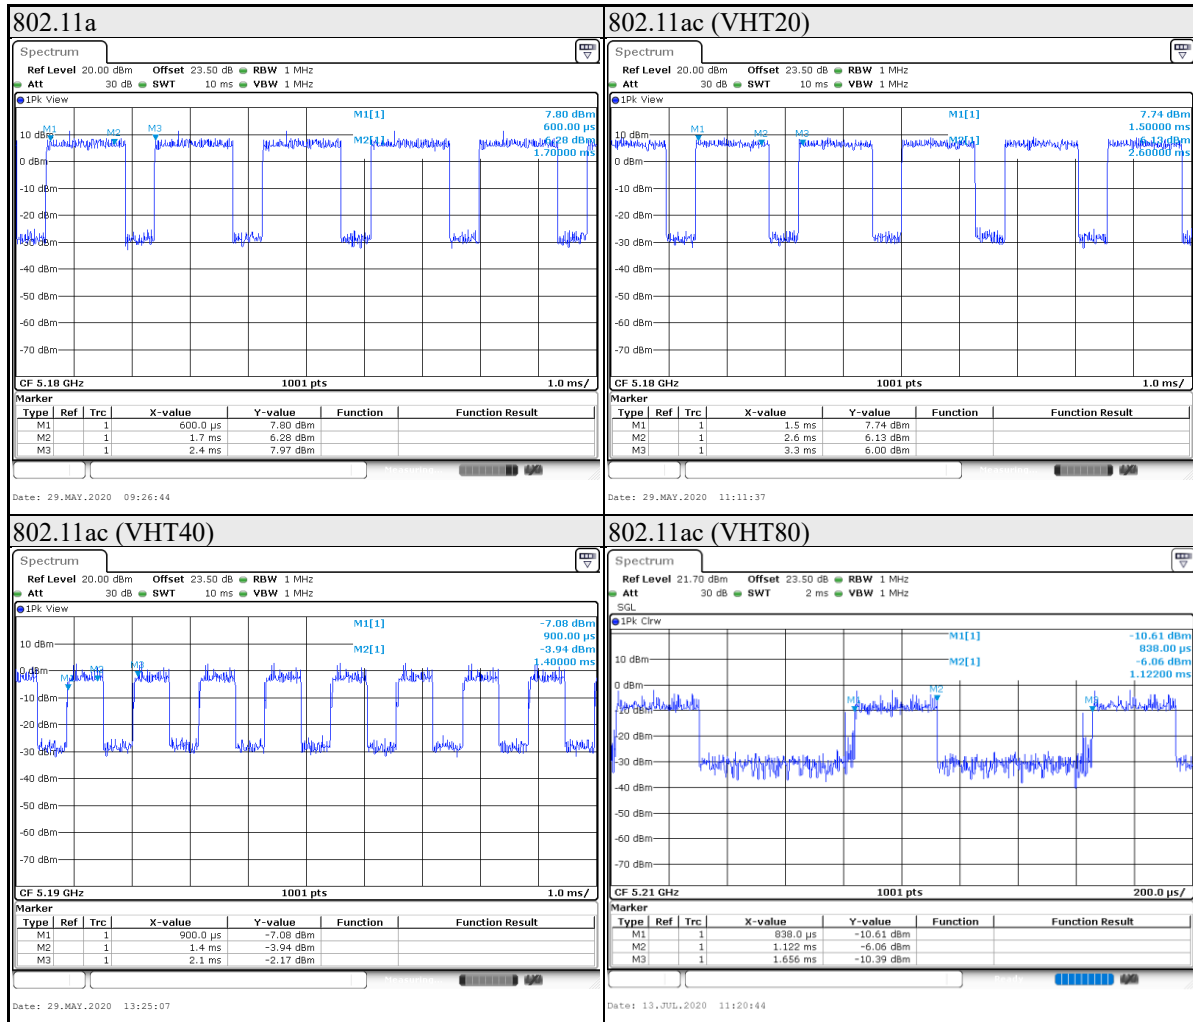 802.11a
Spectrum
Ref Level 20.00 dBm Offset 23.50 dB RBW 1 MHz
Att 30 dB SWT 10 ms VBW 1 MHz
1Pk View
M1[1] 7.80 dBm
600.00 µs
M2[1] 6.28 dBm
1.70000 ms
M1
M2
M3
10 dBm
0 dBm
-10 dBm
-20 dBm
-30 dBm
-40 dBm
-50 dBm
-60 dBm
-70 dBm
CF 5.18 GHz 1001 pts 1.0 ms/
Marker
Type Ref Trc X-value Y-value Function Function Result
M1 1 600.0 µs 7.80 dBm
M2 1 1.7 ms 6.28 dBm
M3 1 2.4 ms 7.97 dBm
Measuring
Date: 29.MAY.2020 09:26:44
802.11ac (VHT20)
Spectrum
Ref Level 20.00 dBm Offset 23.50 dB RBW 1 MHz
Att 30 dB SWT 10 ms VBW 1 MHz
1Pk View
M1[1] 7.74 dBm
1.50000 ms
M2[1] 6.13 dBm
2.60000 ms
M1
M2
M3
10 dBm
0 dBm
-10 dBm
-20 dBm
-30 dBm
-40 dBm
-50 dBm
-60 dBm
-70 dBm
CF 5.18 GHz 1001 pts 1.0 ms/
Marker
Type Ref Trc X-value Y-value Function Function Result
M1 1 1.5 ms 7.74 dBm
M2 1 2.6 ms 6.13 dBm
M3 1 3.3 ms 6.00 dBm
Measuring
Date: 29.MAY.2020 11:11:37
802.11ac (VHT40)
Spectrum
Ref Level 20.00 dBm Offset 23.50 dB RBW 1 MHz
Att 30 dB SWT 10 ms VBW 1 MHz
1Pk View
M1[1] -7.08 dBm
900.00 µs
M2[1] -3.94 dBm
1.40000 ms
M1
M2
M3
10 dBm
0 dBm
-10 dBm
-20 dBm
-30 dBm
-40 dBm
-50 dBm
-60 dBm
-70 dBm
CF 5.19 GHz 1001 pts 1.0 ms/
Marker
Type Ref Trc X-value Y-value Function Function Result
M1 1 900.0 µs -7.08 dBm
M2 1 1.4 ms -3.94 dBm
M3 1 2.1 ms -2.17 dBm
Measuring
Date: 29.MAY.2020 13:25:07
802.11ac (VHT80)
Spectrum
Ref Level 21.70 dBm Offset 23.50 dB RBW 1 MHz
Att 30 dB SWT 2 ms VBW 1 MHz
SGL
1Pk Clrw
M1[1] -10.61 dBm
838.00 µs
M2[1] -6.06 dBm
1.12200 ms
M1
M2
M3
10 dBm
0 dBm
-10 dBm
-20 dBm
-30 dBm
-40 dBm
-50 dBm
-60 dBm
-70 dBm
CF 5.21 GHz 1001 pts 200.0 µs/
Marker
Type Ref Trc X-value Y-value Function Function Result
M1 1 838.0 µs -10.61 dBm
M2 1 1.122 ms -6.06 dBm
M3 1 1.656 ms -10.39 dBm
Ready
Date: 13.JUL.2020 11:20:44